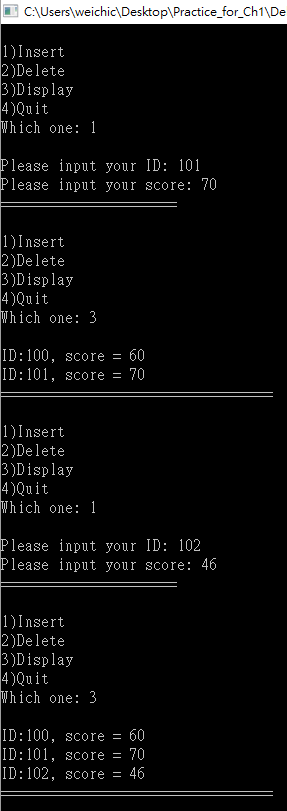 C:\Users\weichic\Desktop\Practice_for_Ch1\De
1)Insert
2)Delete
3)Display
4)Quit
Which one: 1
Please input your ID: 101
Please input your score: 70
======================
1)Insert
2)Delete
3)Display
4)Quit
Which one: 3
ID:100, score = 60
ID:101, score = 70
==================================
1)Insert
2)Delete
3)Display
4)Quit
Which one: 1
Please input your ID: 102
Please input your score: 46
======================
1)Insert
2)Delete
3)Display
4)Quit
Which one: 3
ID:100, score = 60
ID:101, score = 70
ID:102, score = 46
==================================